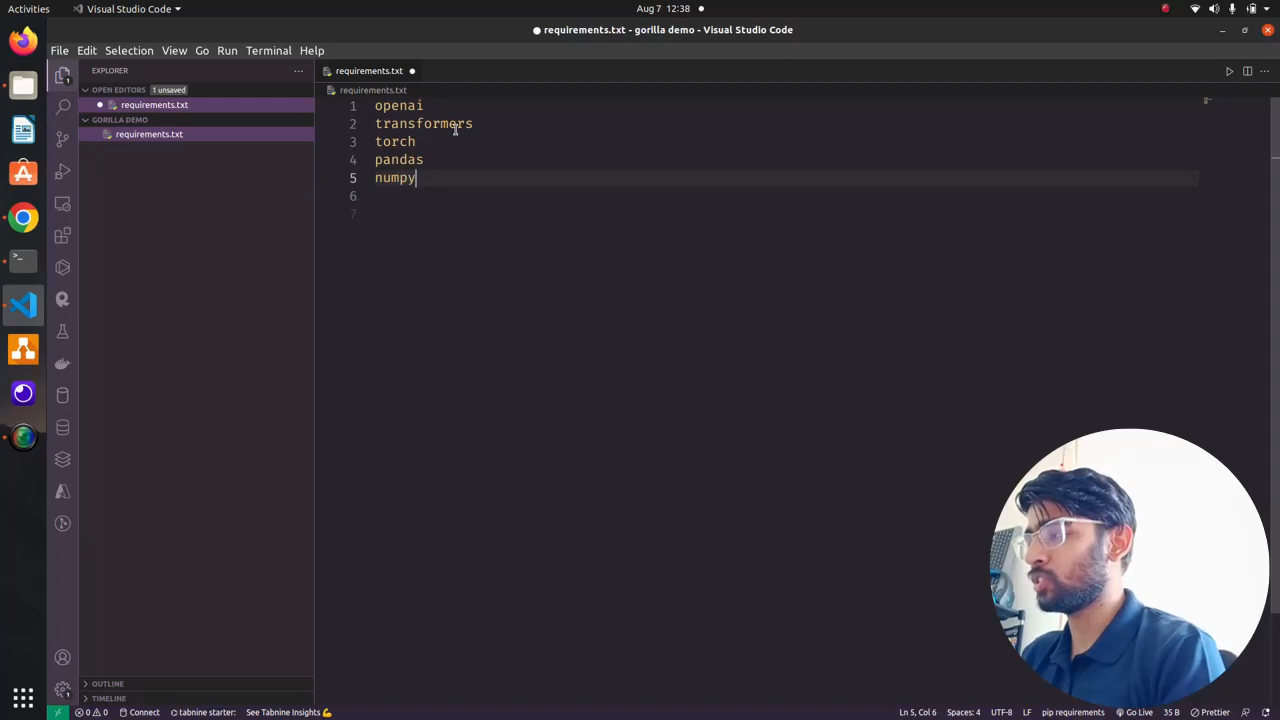 Activities
Visual Studio Code
Aug 7 12:38
requirements.txt - gorilla demo - Visual Studio Code
File Edit Selection View Go Run Terminal Help
EXPLORER
requirements.txt
OPEN EDITORS 1 unsaved
requirements.txt
requirements.txt
GORILLA DEMO
requirements.txt
1 openai
2 transformers
3 torch
4 pandas
5 numpy
6
7
OUTLINE
TIMELINE
0 0 Connect tabnine starter: See Tabnine Insights Ln 5, Col 6 Spaces: 4 UTF-8 LF pip requirements Go Live 35 B Prettier